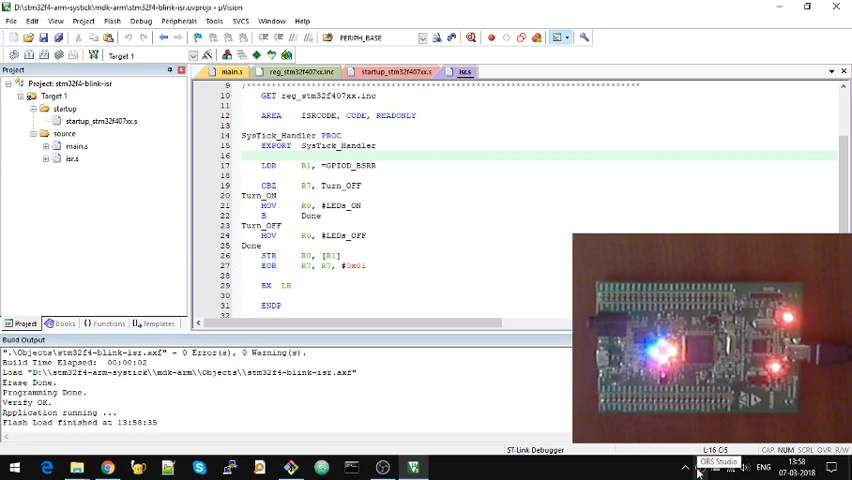 D:\stm32f4-arm-systick\mdk-arm\stm32f4-blink-isr.uvprojx - µVision
File Edit View Project Flash Debug Peripherals Tools SVCS Window Help
PERIPH_BASE
Target 1
Project
main.s reg_stm32f407xx.inc startup_stm32f407xx.s isr.s
Project: stm32f4-blink-isr
Target 1
startup
startup_stm32f407xx.s
source
main.s
isr.s
9 ;**************************************************************************
10 GET reg_stm32f407xx.inc
11
12 AREA ISRCODE, CODE, READONLY
13
14 SysTick_Handler PROC
15 EXPORT SysTick_Handler
16
17 LDR R1, =GPIOD_BSRR
18
19 CBZ R7, Turn_OFF
20 Turn_ON
21 MOV R0, #LEDs_ON
22 B Done
23 Turn_OFF
24 MOV R0, #LEDs_OFF
25 Done
26 STR R0, [R1]
27 EOR R7, R7, #0x01
28
29 BX LR
30
31 ENDP
32
Project Books Functions Templates
Build Output
".\Objects\stm32f4-blink-isr.axf" - 0 Error(s), 0 Warning(s).
Build Time Elapsed: 00:00:02
Load "D:\\stm32f4-arm-systick\\mdk-arm\\Objects\\stm32f4-blink-isr.axf"
Erase Done.
Programming Done.
Verify OK.
Application running ...
Flash Load finished at 13:58:35
ST-Link Debugger L:16 C:5 CAP NUM SCRL OVR R/W
OBS Studio
ENG
13:58
07-03-2018